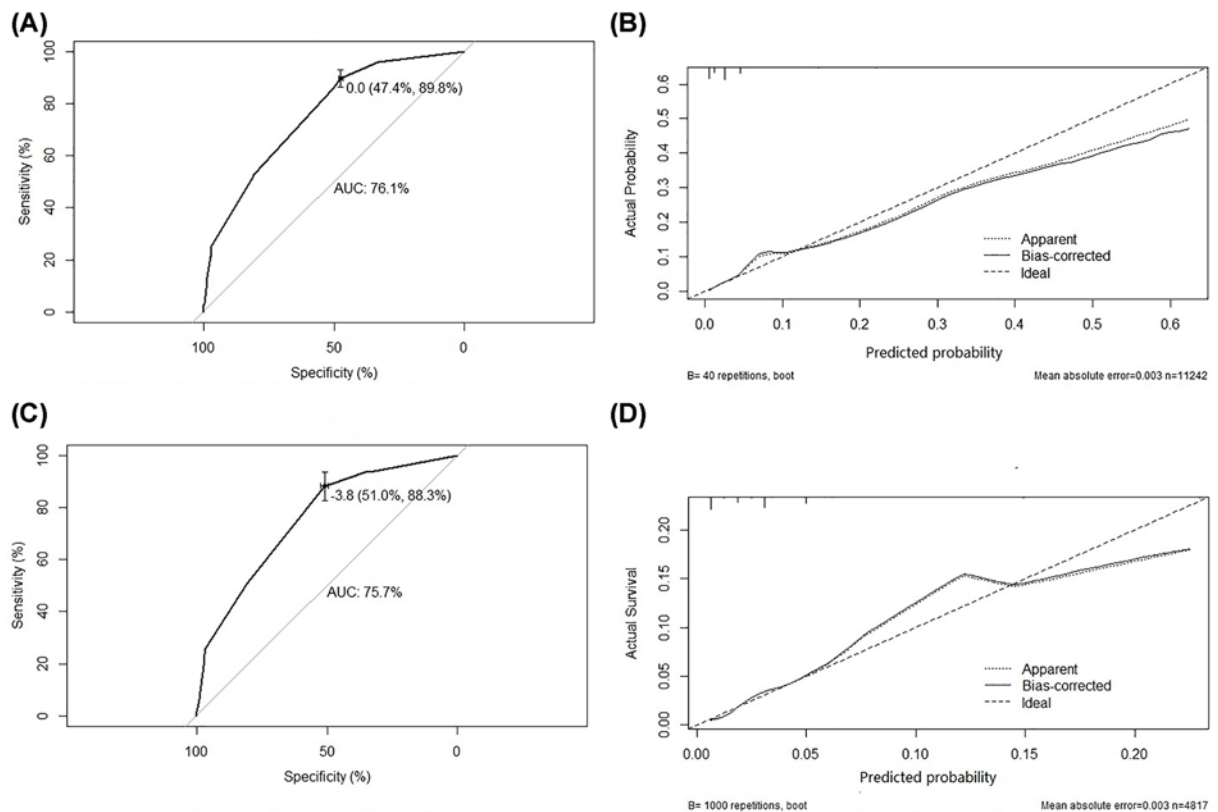 (A)
100
80
60
40
20
0
Sensitivity (%)
0.0 (47.4%, 89.8%)
AUC: 76.1%
100
50
0
Specificity (%)
(B)
0.6
0.5
0.4
0.3
0.2
0.1
0.0
Actual Probability
Apparent
Bias-corrected
Ideal
0.0 0.1 0.2 0.3 0.4 0.5 0.6
Predicted probability
B= 40 repetitions, boot
Mean absolute error=0.003 n=11242
(C)
100
80
60
40
20
0
Sensitivity (%)
-3.8 (51.0%, 88.3%)
AUC: 75.7%
100
50
0
Specificity (%)
(D)
0.20
0.15
0.10
0.05
0.00
Actual Survival
Apparent
Bias-corrected
Ideal
0.00 0.05 0.10 0.15 0.20
Predicted probability
B= 1000 repetitions, boot
Mean absolute error=0.003 n=4817